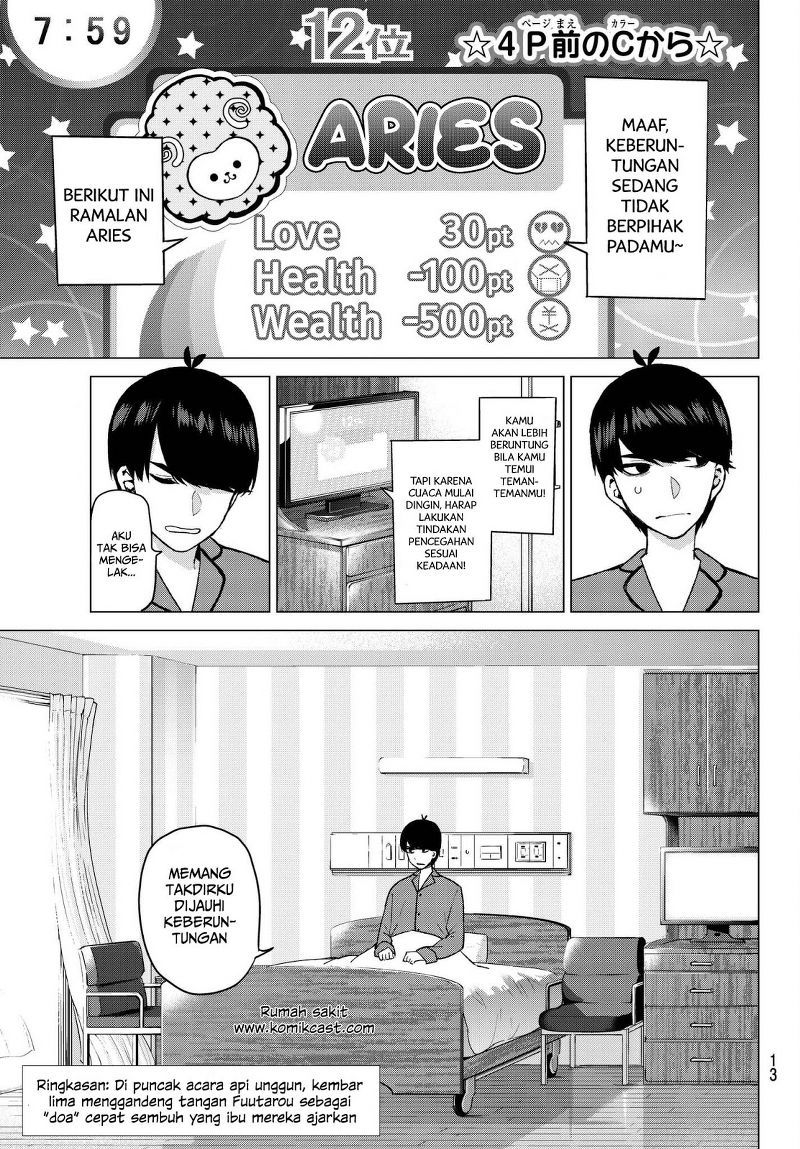 7:59
12位
ページ まえ カラー
☆4P前のCから☆
MAAF,
KEBERUN-
TUNGAN
SEDANG
TIDAK
BERPIHAK
PADAMU~
ARIES
BERIKUT INI
RAMALAN
ARIES
Love 30pt
Health -100pt
Wealth -500pt
KAMU
AKAN LEBIH
BERUNTUNG
BILA KAMU
TEMUI
TEMAN-
TEMANMU!
TAPI KARENA
CUACA MULAI
DINGIN, HARAP
LAKUKAN
TINDAKAN
PENCEGAHAN
SESUAI
KEADAAN!
AKU
TAK BISA
MENGE-
LAK...
MEMANG
TAKDIRKU
DIJAUHI
KEBERUN-
TUNGAN
Rumah sakit
www.komikcast.com
Ringkasan: Di puncak acara api unggun, kembar
lima menggandeng tangan Fuutarou sebagai
"doa" cepat sembuh yang ibu mereka ajarkan
13